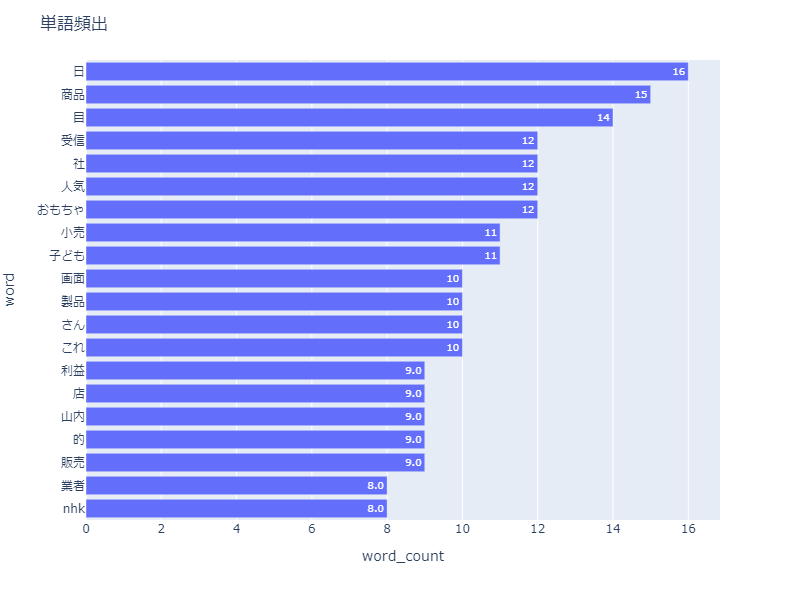 単語頻出
word
日 16
商品 15
目 14
受信 12
社 12
人気 12
おもちゃ 12
小売 11
子ども 11
画面 10
製品 10
さん 10
これ 10
利益 9.0
店 9.0
山内 9.0
的 9.0
販売 9.0
業者 8.0
nhk 8.0
0 2 4 6 8 10 12 14 16
word_count